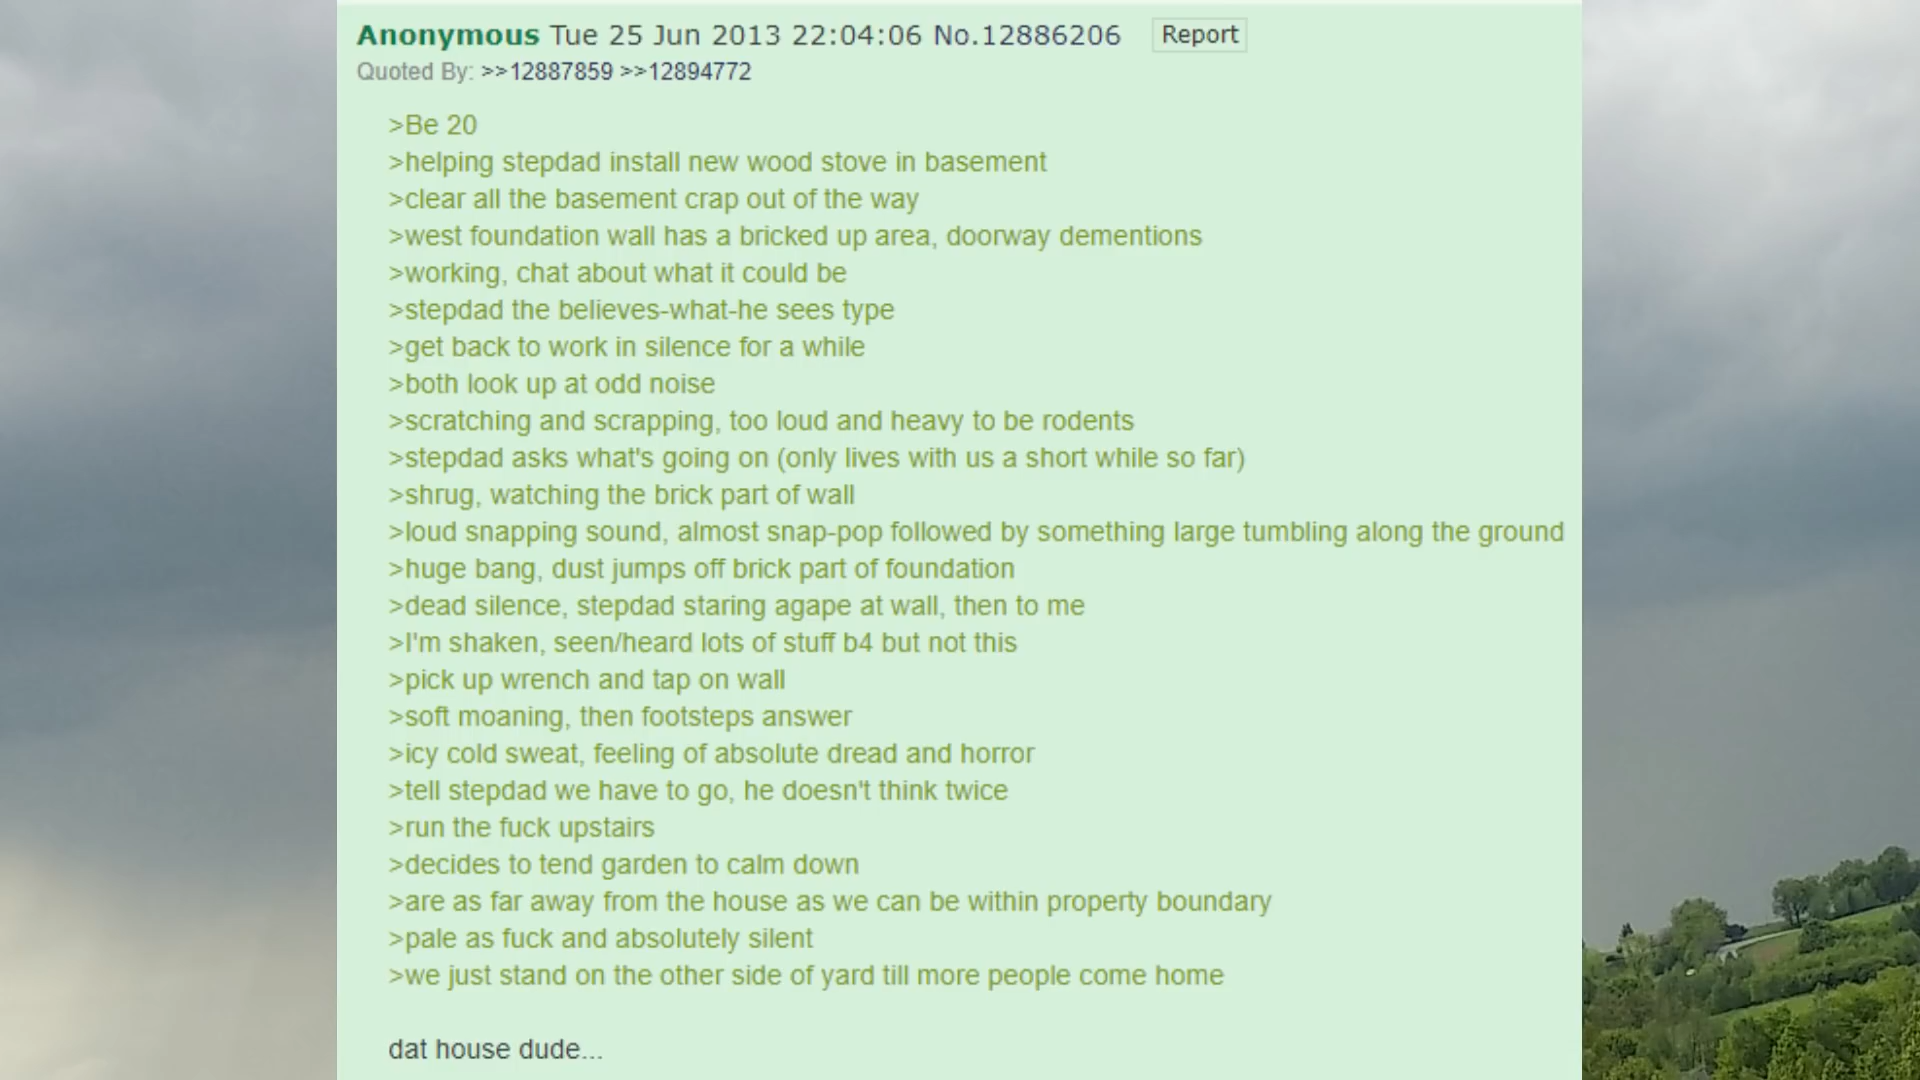 Anonymous Tue 25 Jun 2013 22:04:06 No.12886206 Report
Quoted By: >>12887859 >>12894772
>Be 20
>helping stepdad install new wood stove in basement
>clear all the basement crap out of the way
>west foundation wall has a bricked up area, doorway dementions
>working, chat about what it could be
>stepdad the believes-what-he sees type
>get back to work in silence for a while
>both look up at odd noise
>scratching and scrapping, too loud and heavy to be rodents
>stepdad asks what's going on (only lives with us a short while so far)
>shrug, watching the brick part of wall
>loud snapping sound, almost snap-pop followed by something large tumbling along the ground
>huge bang, dust jumps off brick part of foundation
>dead silence, stepdad staring agape at wall, then to me
>I'm shaken, seen/heard lots of stuff b4 but not this
>pick up wrench and tap on wall
>soft moaning, then footsteps answer
>icy cold sweat, feeling of absolute dread and horror
>tell stepdad we have to go, he doesn't think twice
>run the fuck upstairs
>decides to tend garden to calm down
>are as far away from the house as we can be within property boundary
>pale as fuck and absolutely silent
>we just stand on the other side of yard till more people come home
dat house dude...